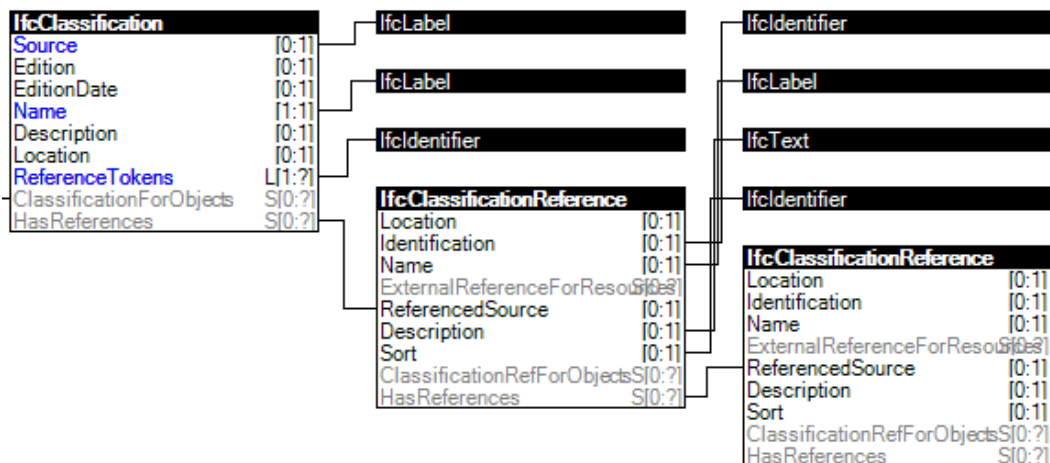 IfcClassification
Source [0:1]
Edition [0:1]
EditionDate [0:1]
Name [1:1]
Description [0:1]
Location [0:1]
ReferenceTokens L[1:?]
ClassificationForObjects S[0:?]
HasReferences S[0:?]
IfcLabel
IfcLabel
IfcIdentifier
IfcClassificationReference
Location [0:1]
Identification [0:1]
Name [0:1]
ExternalReferenceForResources S[0:?]
ReferencedSource [0:1]
Description [0:1]
Sort [0:1]
ClassificationRefForObjects S[0:?]
HasReferences S[0:?]
IfcIdentifier
IfcLabel
IfcText
IfcIdentifier
IfcClassificationReference
Location [0:1]
Identification [0:1]
Name [0:1]
ExternalReferenceForResources S[0:?]
ReferencedSource [0:1]
Description [0:1]
Sort [0:1]
ClassificationRefForObjects S[0:?]
HasReferences S[0:?]